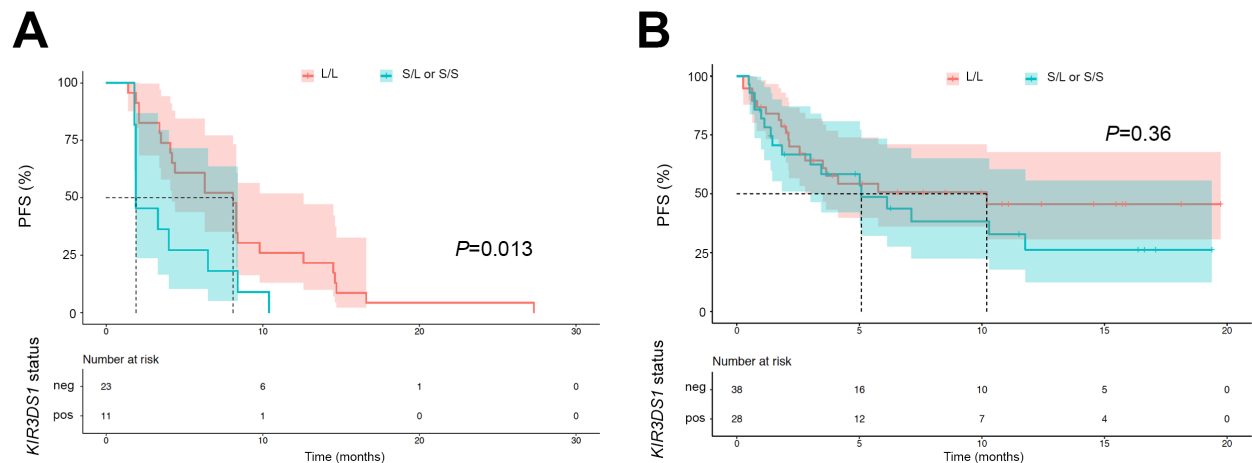 A
L/L S/L or S/S
PFS (%)
100
75
50
25
0
P=0.013
0 10 20 30
KIR3DS1 status
Number at risk
neg 23 6 1 0
pos 11 1 0 0
0 10 20 30
Time (months)
B
L/L S/L or S/S
PFS (%)
100
75
50
25
0
P=0.36
0 5 10 15 20
KIR3DS1 status
Number at risk
neg 38 16 10 5 0
pos 28 12 7 4 0
0 5 10 15 20
Time (months)